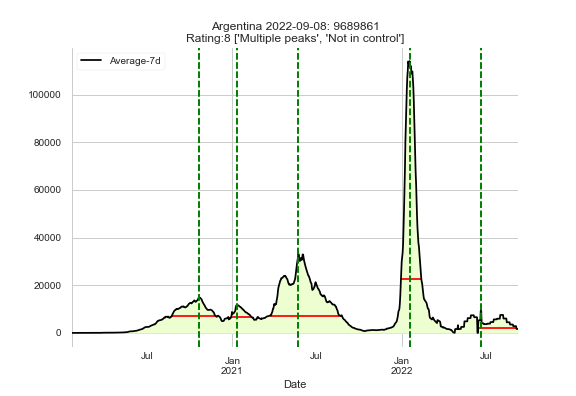 Argentina 2022-09-08: 9689861
Rating:8 ['Multiple peaks', 'Not in control']
Average-7d
100000
80000
60000
40000
20000
0
Jul
Jan
2021
Jul
Jan
2022
Jul
Date